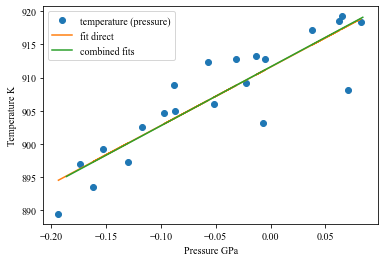 920
915
910
905
900
895
890
Temperature K
temperature (pressure)
fit direct
combined fits
−0.20 −0.15 −0.10 −0.05 0.00 0.05
Pressure GPa